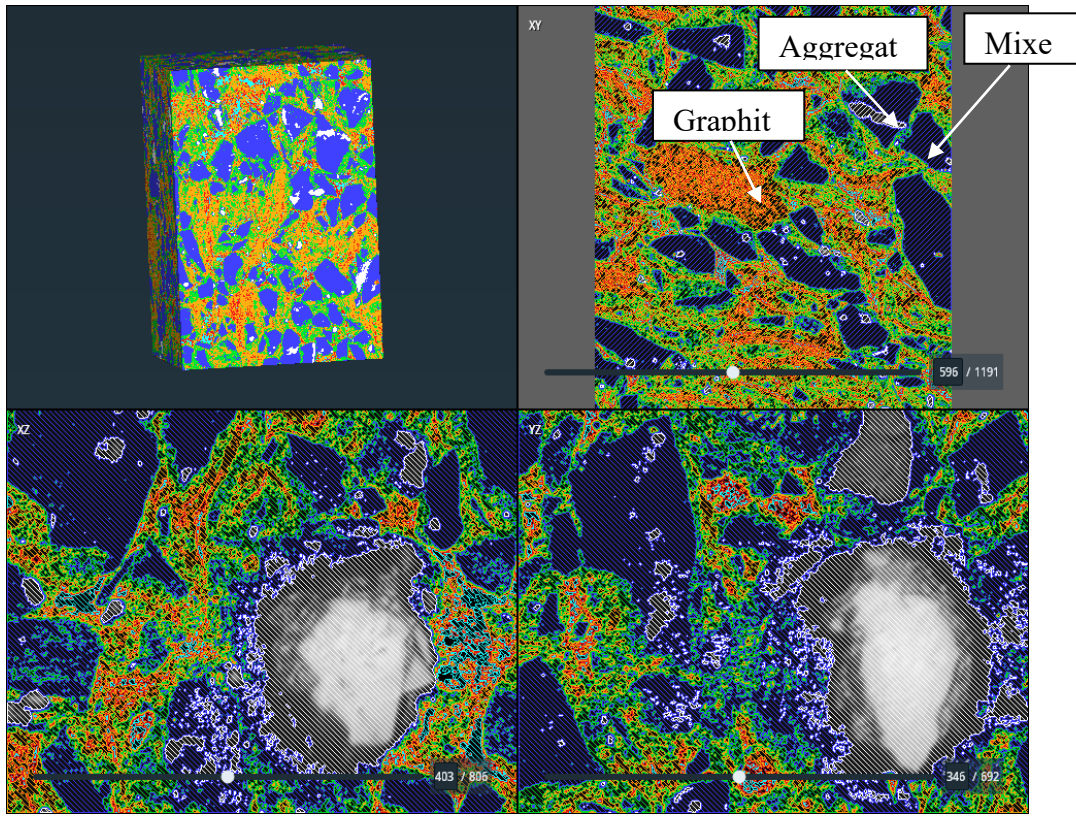 XY
Aggregat
Mixe
Graphit
596 / 1191
XZ
YZ
403 / 806
346 / 692